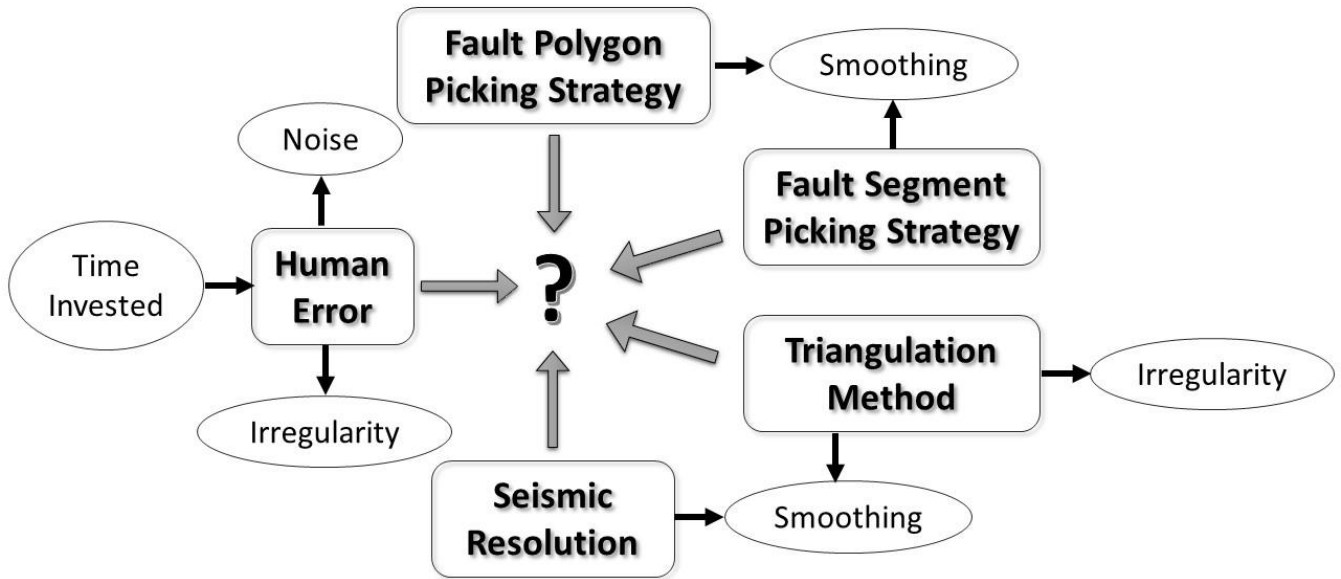 Fault Polygon
Picking Strategy
Smoothing
Noise
Fault Segment
Picking Strategy
Time
Invested
Human
Error
?
Triangulation
Method
Irregularity
Irregularity
Seismic
Resolution
Smoothing